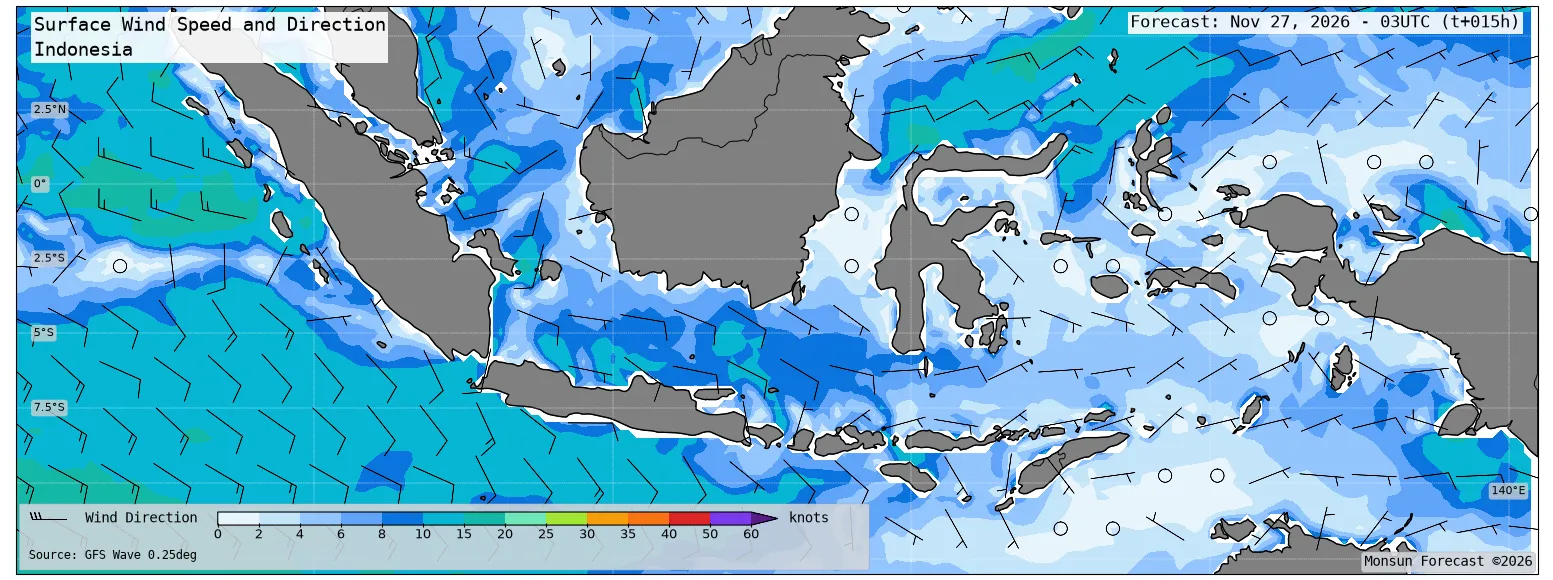 Surface Wind Speed and Direction
Indonesia
Forecast: Nov 27, 2026 - 03UTC (t+015h)
2.5°N
0°
2.5°S
5°S
7.5°S
140°E
Wind Direction
0 2 4 6 8 10 15 20 25 30 35 40 50 60
knots
Source: GFS Wave 0.25deg
Monsun Forecast ©2026